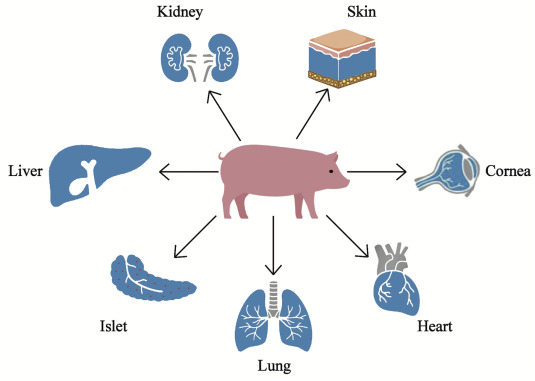 Kidney
Skin
Liver
Cornea
Islet
Heart
Lung